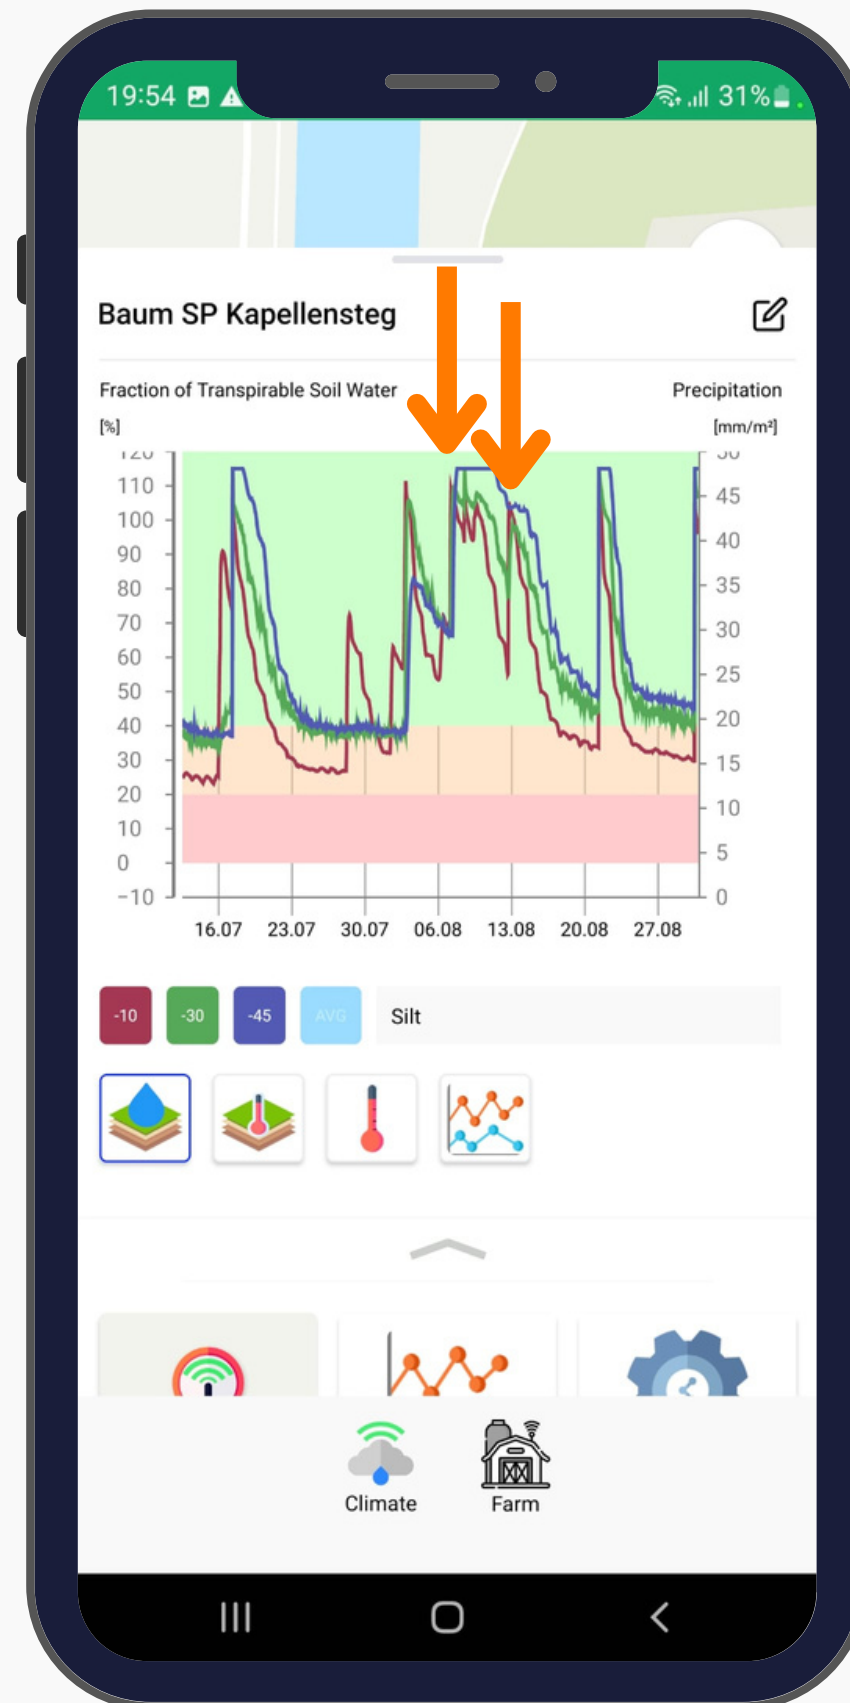 19:54 31%
Baum SP Kapellensteg
Fraction of Transpirable Soil Water Precipitation
[%] [mm/m²]
120 50
110 45
100 40
90 35
80 30
70 25
60 20
50 15
40 10
30 5
20 0
10
0
−10
16.07 23.07 30.07 06.08 13.08 20.08 27.08
-10 -30 -45 AVG Silt
Climate Farm